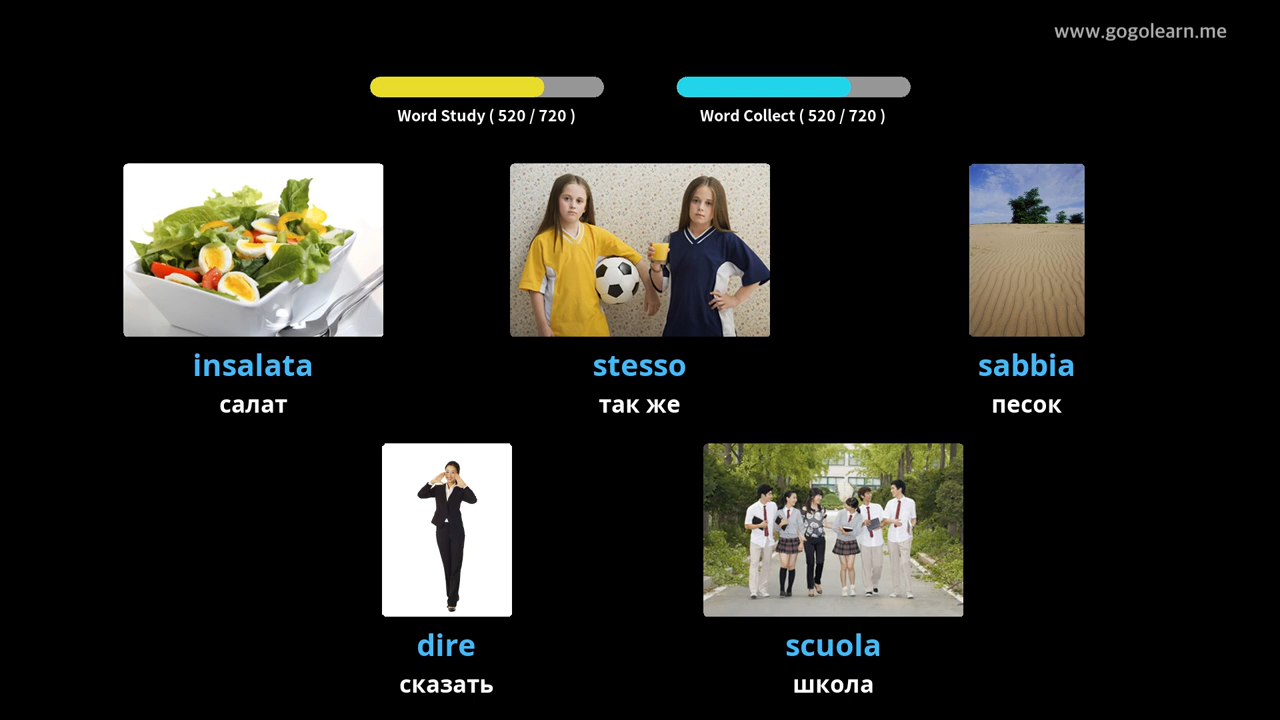 www.gogolearn.me
Word Study ( 520 / 720 )
Word Collect ( 520 / 720 )
insalata
салат
stesso
так же
sabbia
песок
dire
сказать
scuola
школа